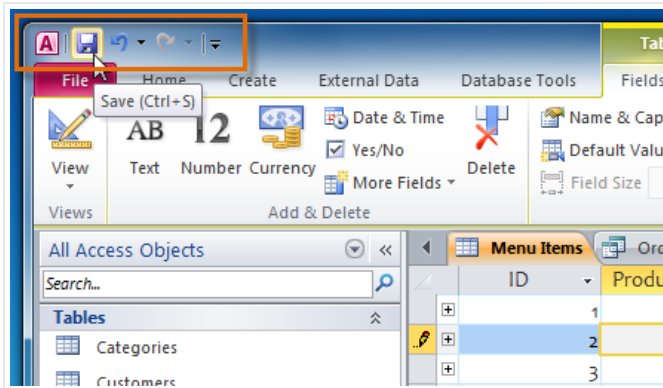 A
Tab
File Home Create External Data Database Tools Fields
Save (Ctrl+S)
AB 12 Date & Time Name & Cap
Yes/No Default Valu
View Text Number Currency More Fields Delete Field Size
Views Add & Delete
All Access Objects Menu Items Ord
Search... ID Produ
Tables 1
Categories 2
Customers 3